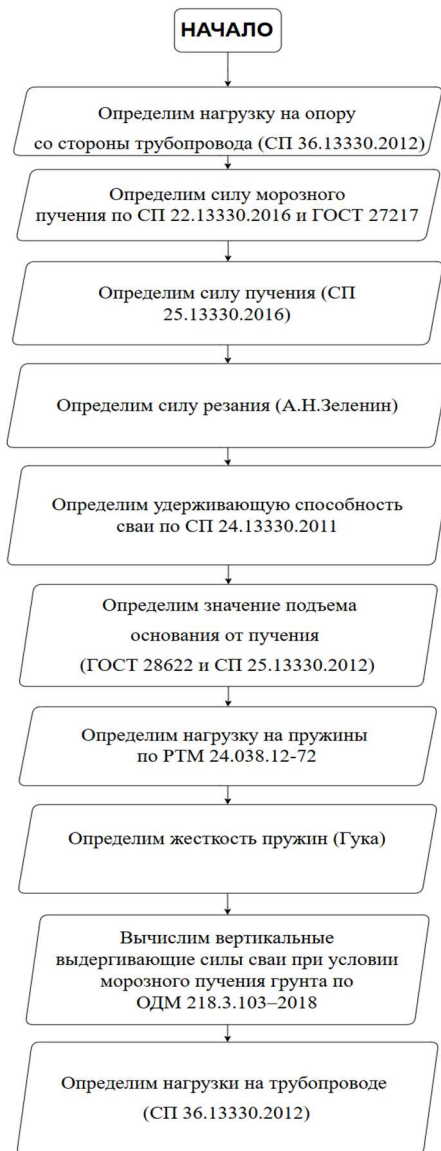 НАЧАЛО
Определим нагрузку на опору
со стороны трубопровода (СП 36.13330.2012)
Определим силу морозного
пучения по СП 22.13330.2016 и ГОСТ 27217
Определим силу пучения (СП
25.13330.2016)
Определим силу резания (А.Н.Зеленин)
Определим удерживающую способность
сваи по СП 24.13330.2011
Определим значение подъема
основания от пучения
(ГОСТ 28622 и СП 25.13330.2012)
Определим нагрузку на пружины
по РТМ 24.038.12-72
Определим жесткость пружин (Гука)
Вычислим вертикальные
выдергивающие силы сваи при условии
морозного пучения грунта по
ОДМ 218.3.103–2018
Определим нагрузки на трубопроводе
(СП 36.13330.2012)